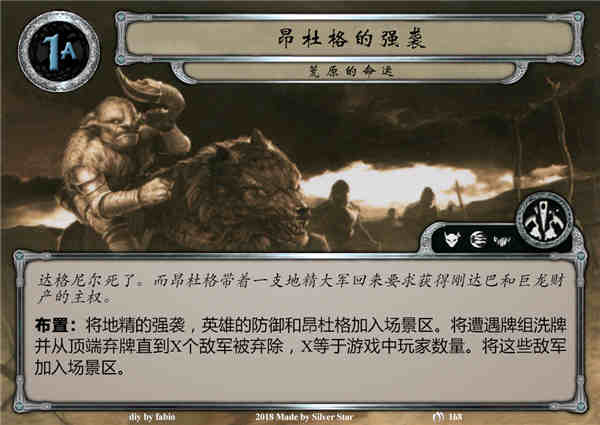 1A
昂杜格的强袭
荒原的命运
达格尼尔死了。而昂杜格带着一支地精大军回来要求获得刚达巴和巨龙财
产的主权。
布置：将地精的强袭，英雄的防御和昂杜格加入场景区。将遭遇牌组洗牌
并从顶端弃牌直到X个敌军被弃除，X等于游戏中玩家数量。将这些敌军
加入场景区。
diy by fabio
2018 Made by Silver Star
168